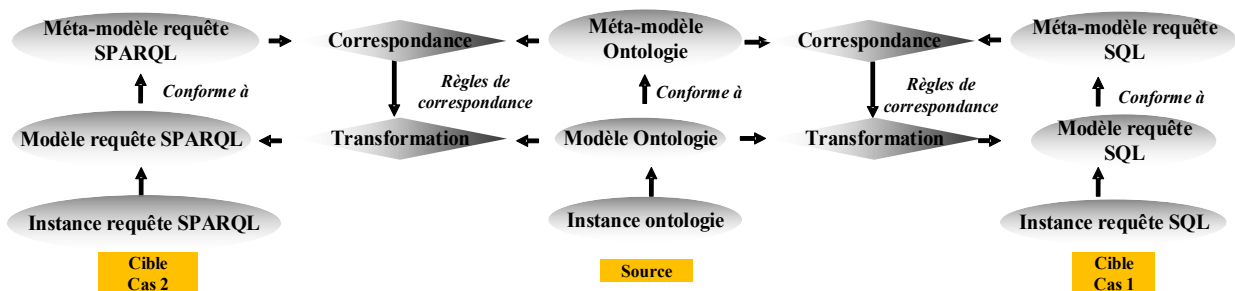 Méta-modèle requête
SPARQL
Correspondance
Méta-modèle
Ontologie
Correspondance
Méta-modèle requête
SQL
Conforme à
Règles de
correspondance
Conforme à
Règles de
correspondance
Conforme à
Modèle requête SPARQL
Transformation
Modèle Ontologie
Transformation
Modèle requête
SQL
Instance requête SPARQL
Instance ontologie
Instance requête SQL
Cible
Cas 2
Source
Cible
Cas 1